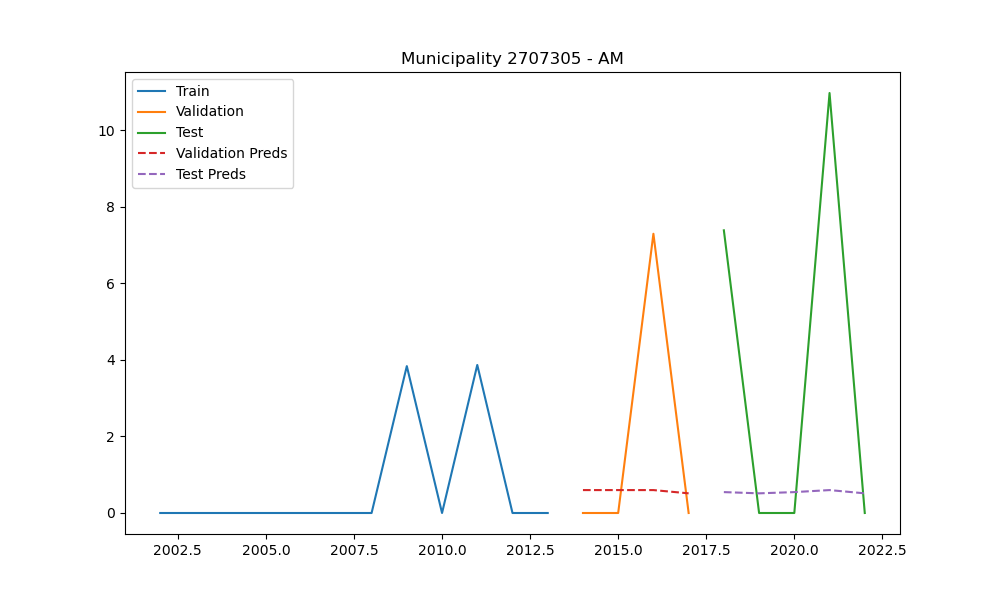 Municipality 2707305 - AM
Train
Validation
Test
Validation Preds
Test Preds
10
8
6
4
2
0
2002.5 2005.0 2007.5 2010.0 2012.5 2015.0 2017.5 2020.0 2022.5